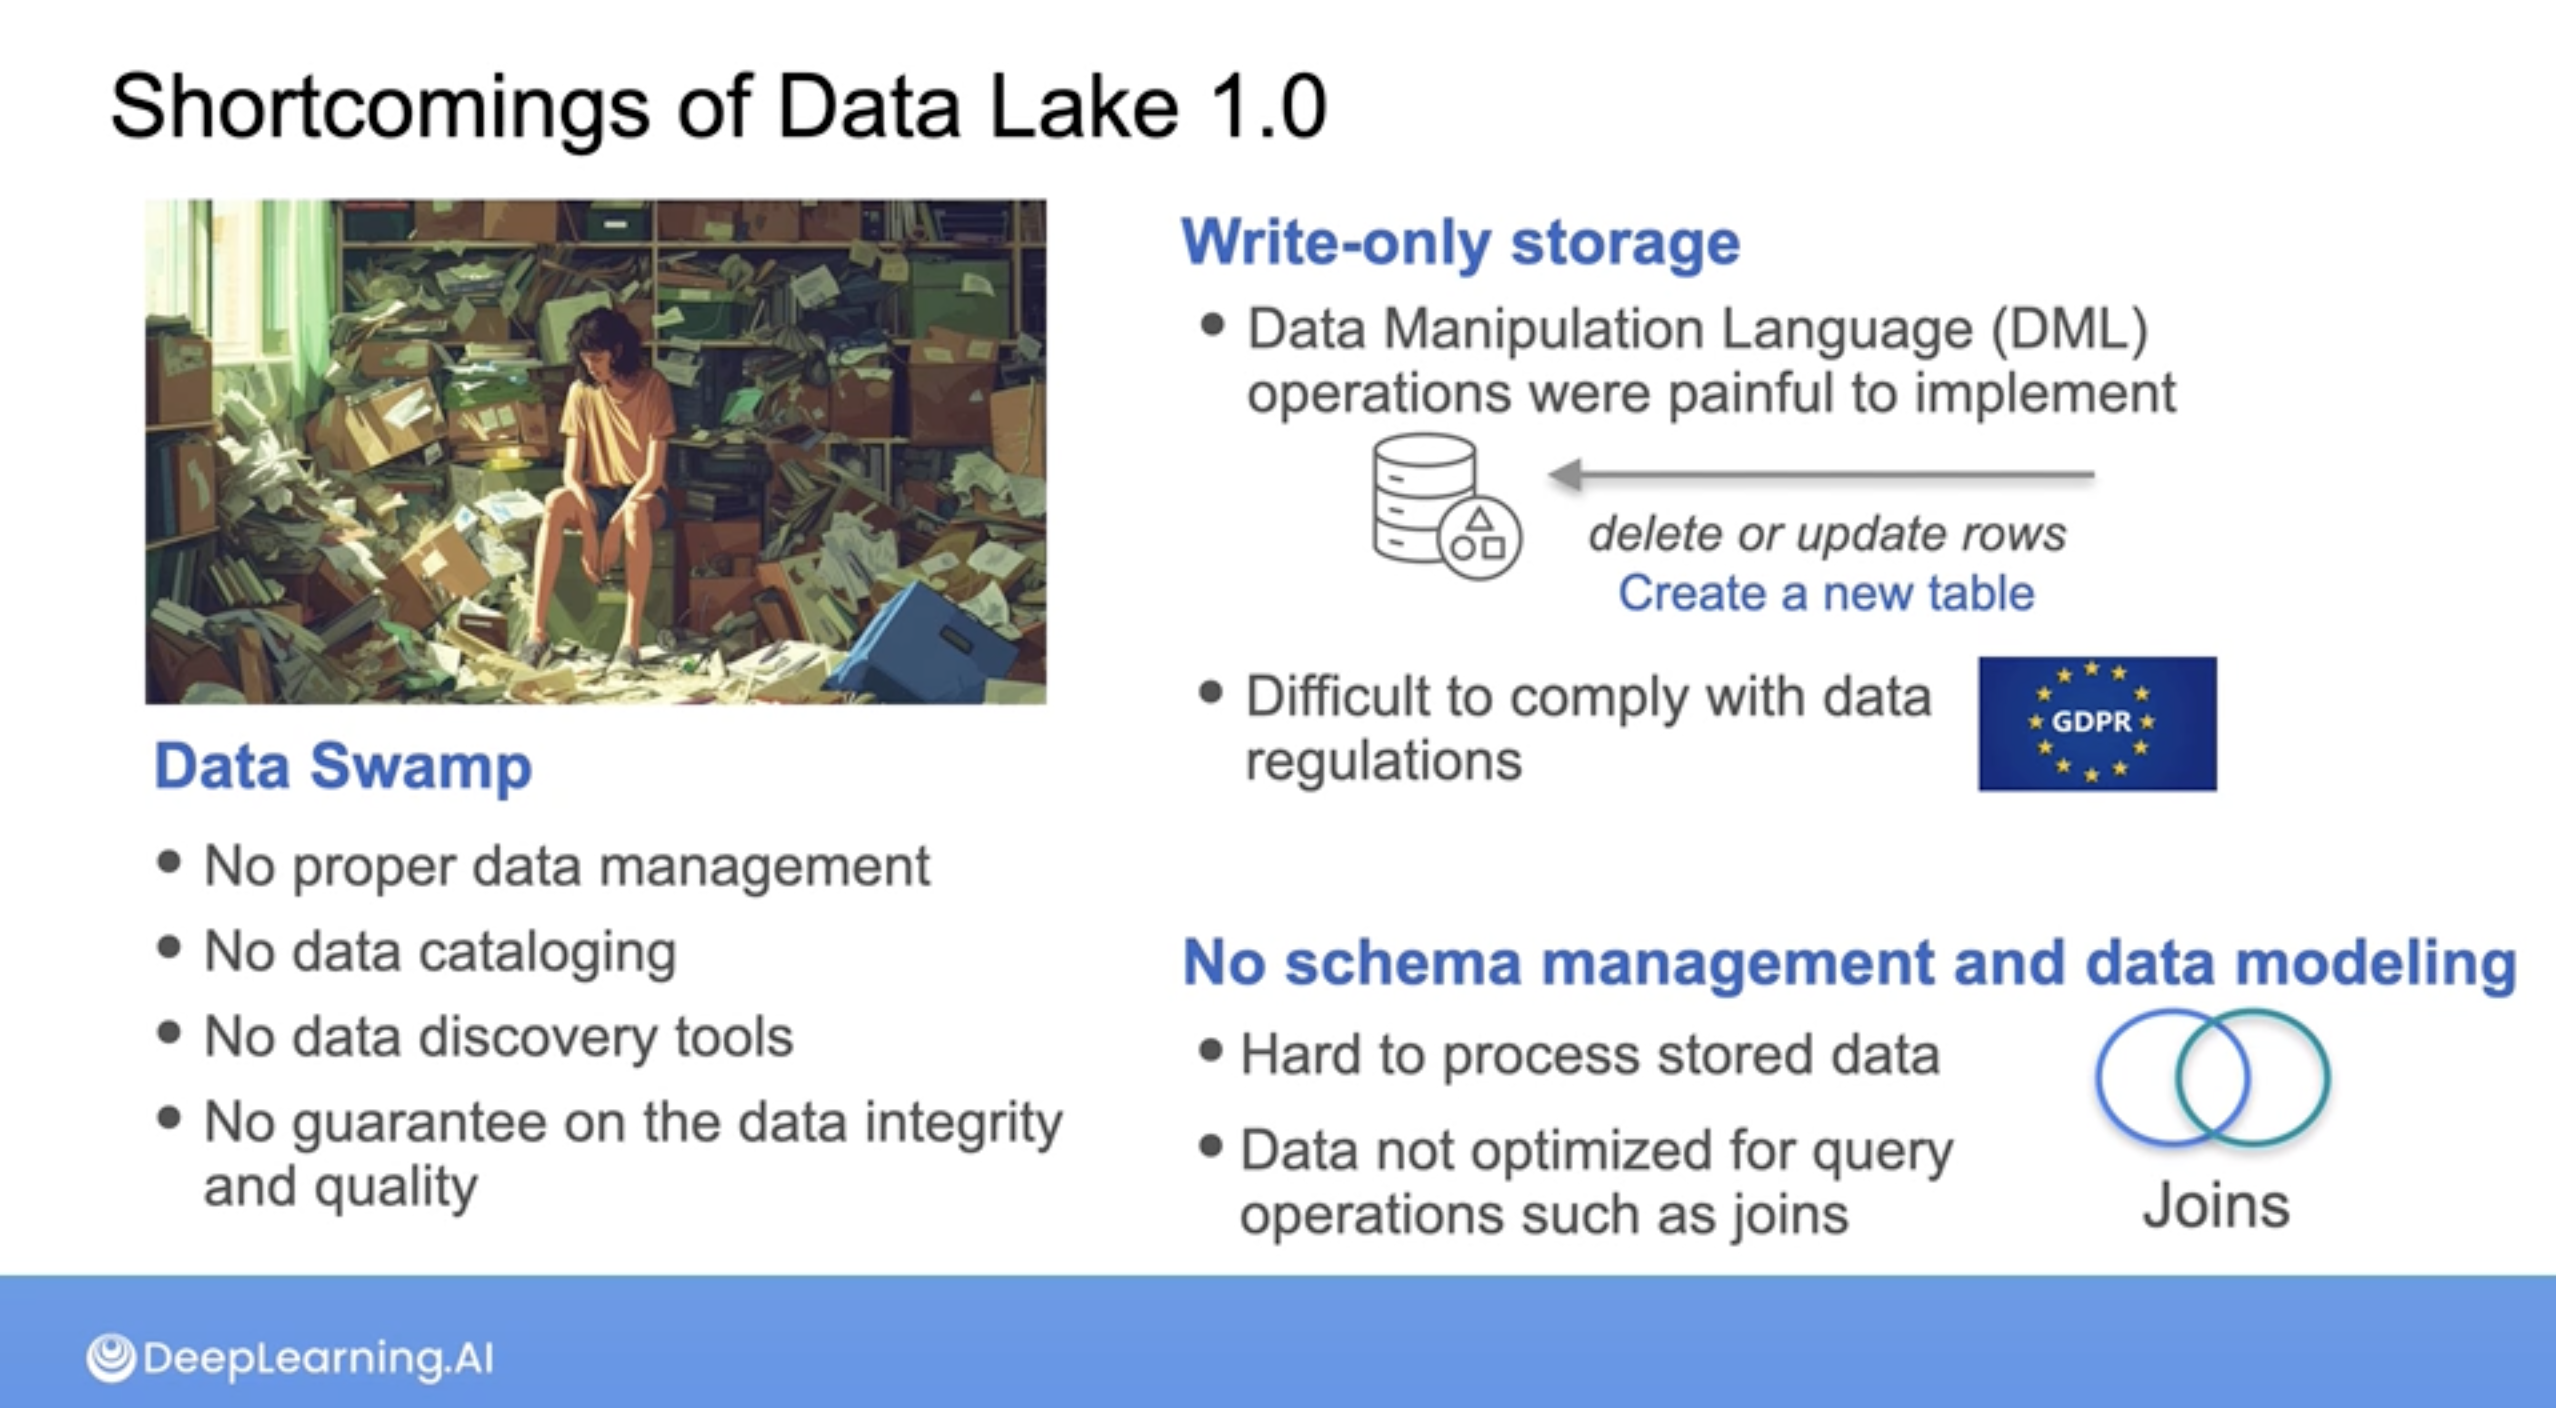 Shortcomings of Data Lake 1.0
Data Swamp
• No proper data management
• No data cataloging
• No data discovery tools
• No guarantee on the data integrity
and quality
Write-only storage
• Data Manipulation Language (DML)
operations were painful to implement
delete or update rows
Create a new table
• Difficult to comply with data
regulations
GDPR
No schema management and data modeling
• Hard to process stored data
• Data not optimized for query
operations such as joins
Joins
DeepLearning.AI